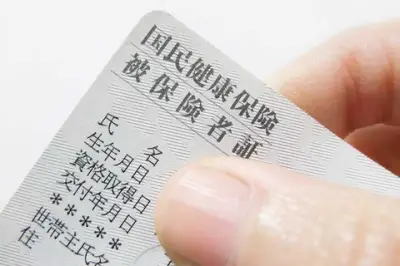 国民健康保険
被保険者証
氏 名
生年月日
資格取得日
交付年月日
*****
世帯主氏名
住